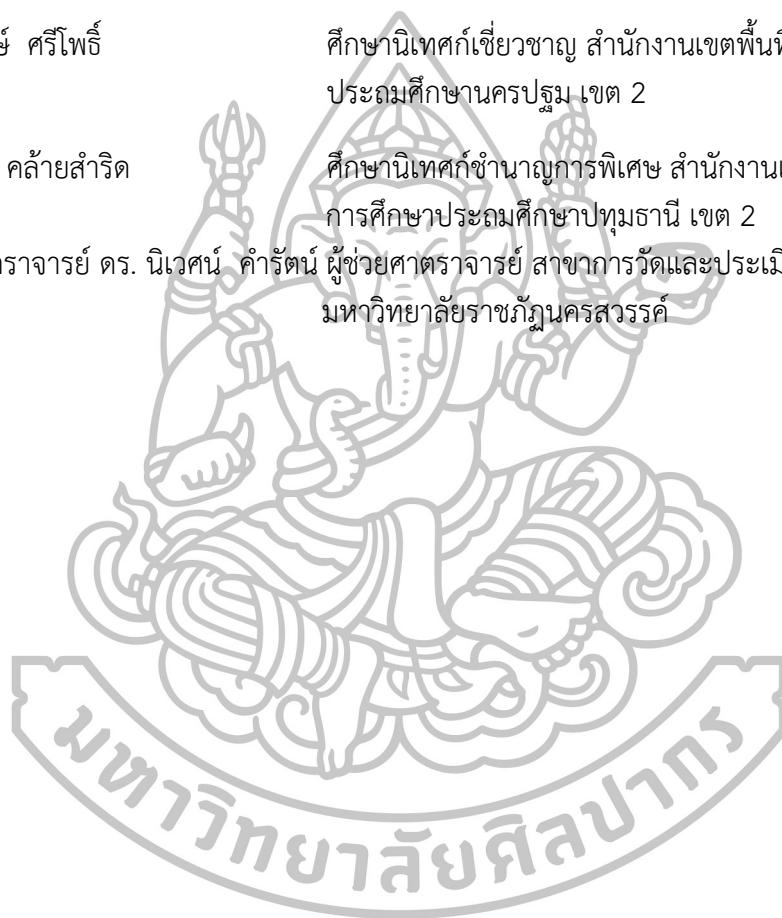 ศรีโพธิ์ ศึกษานิเทศก์เชี่ยวชาญ สำนักงานเขตพื้นที่
ประถมศึกษานครปฐม เขต 2
คล้ายสำริด ศึกษานิเทศก์ชำนาญการพิเศษ สำนักงาน
การศึกษาประถมศึกษาปทุมธานี เขต 2
ราจารย์ ดร. นิเวศน์ คำรัตน์ ผู้ช่วยศาตราจารย์ สาขาการวัดและประเมิ
มหาวิทยาลัยราชภัฏนครสวรรค์
มหาวิทยาลัยศิลปากร